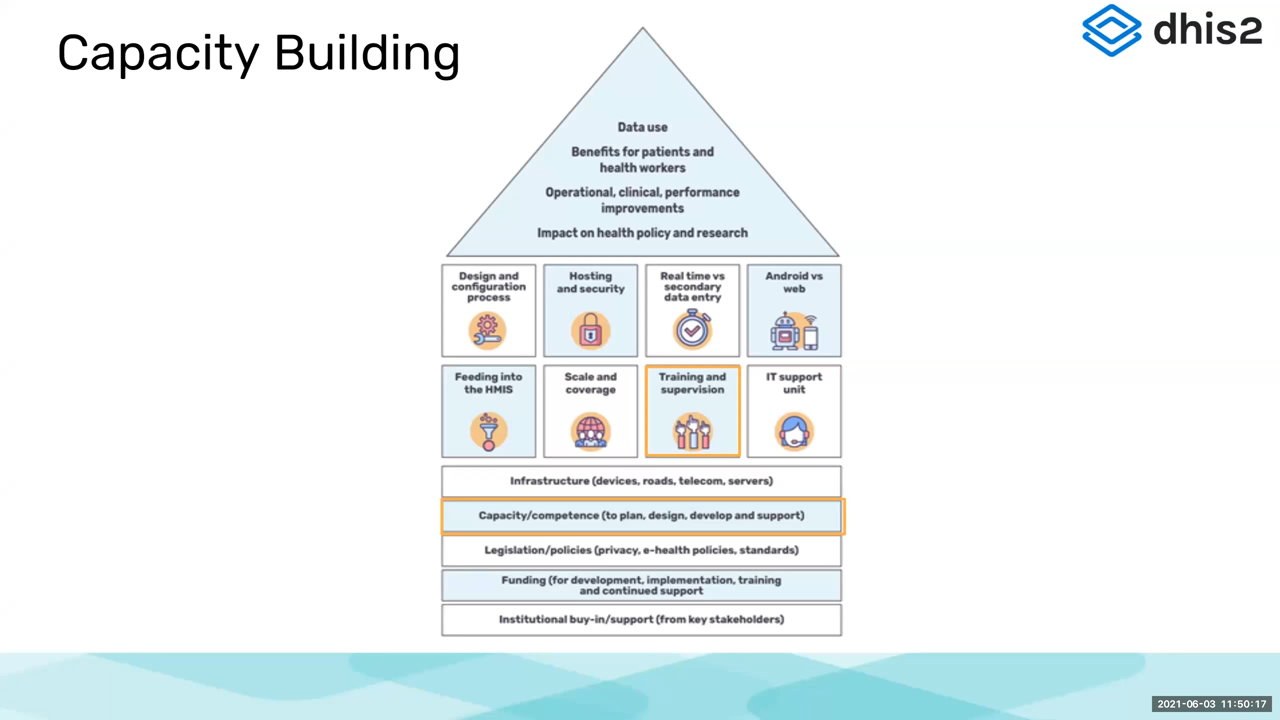 Capacity Building
dhis2
Data use
Benefits for patients and
health workers
Operational, clinical, performance
improvements
Impact on health policy and research
Design and
configuration
process
Hosting
and security
Real time vs
secondary
data entry
Android vs
web
Feeding into
the HMIS
Scale and
coverage
Training and
supervision
IT support
unit
Infrastructure (devices, roads, telecom, servers)
Capacity/competence (to plan, design, develop and support)
Legislation/policies (privacy, e-health policies, standards)
Funding (for development, implementation, training
and continued support
Institutional buy-in/support (from key stakeholders)
2021-06-03 11:50:17